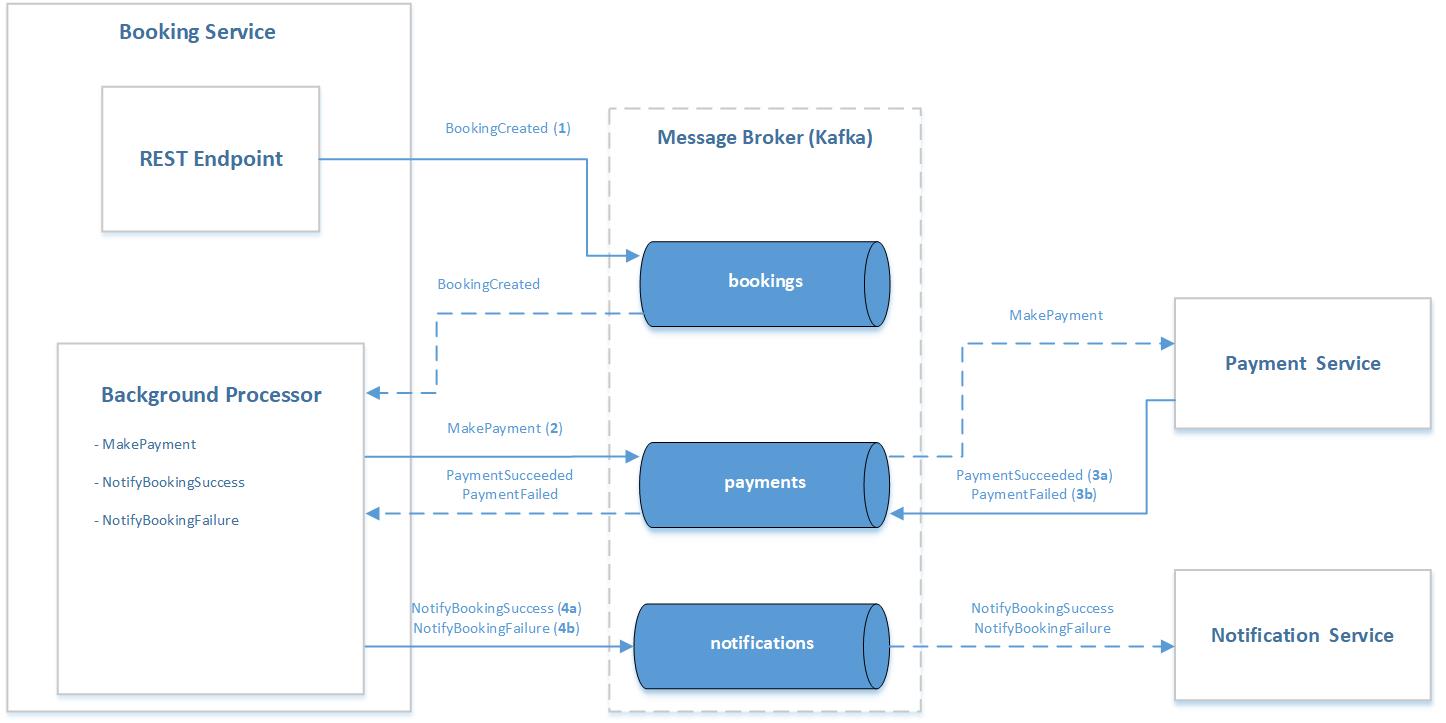 Booking Service
REST Endpoint
BookingCreated (1)
Message Broker (Kafka)
bookings
BookingCreated
MakePayment
Payment Service
Background Processor
- MakePayment
- NotifyBookingSuccess
- NotifyBookingFailure
MakePayment (2)
PaymentSucceeded
PaymentFailed
payments
PaymentSucceeded (3a)
PaymentFailed (3b)
NotifyBookingSuccess (4a)
NotifyBookingFailure (4b)
notifications
NotifyBookingSuccess
NotifyBookingFailure
Notification Service